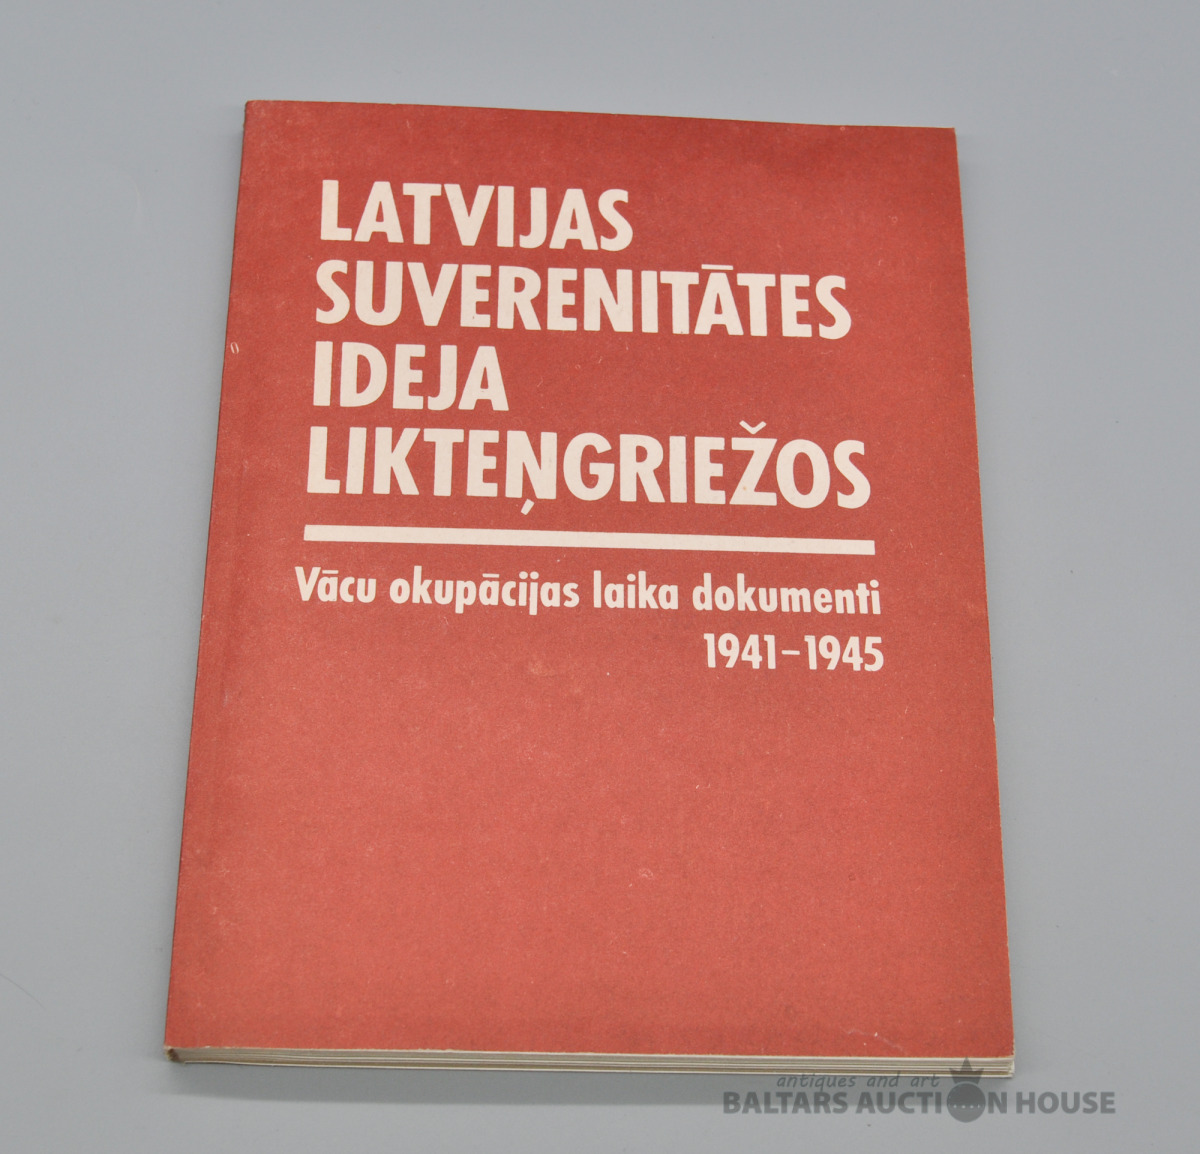 LATVIJAS
SUVERENITĀTES
IDEJA
LIKTEŅGRIEŽOS
Vācu okupācijas laika dokumenti
1941–1945
antiques and art
BALTARS AUCTION HOUSE